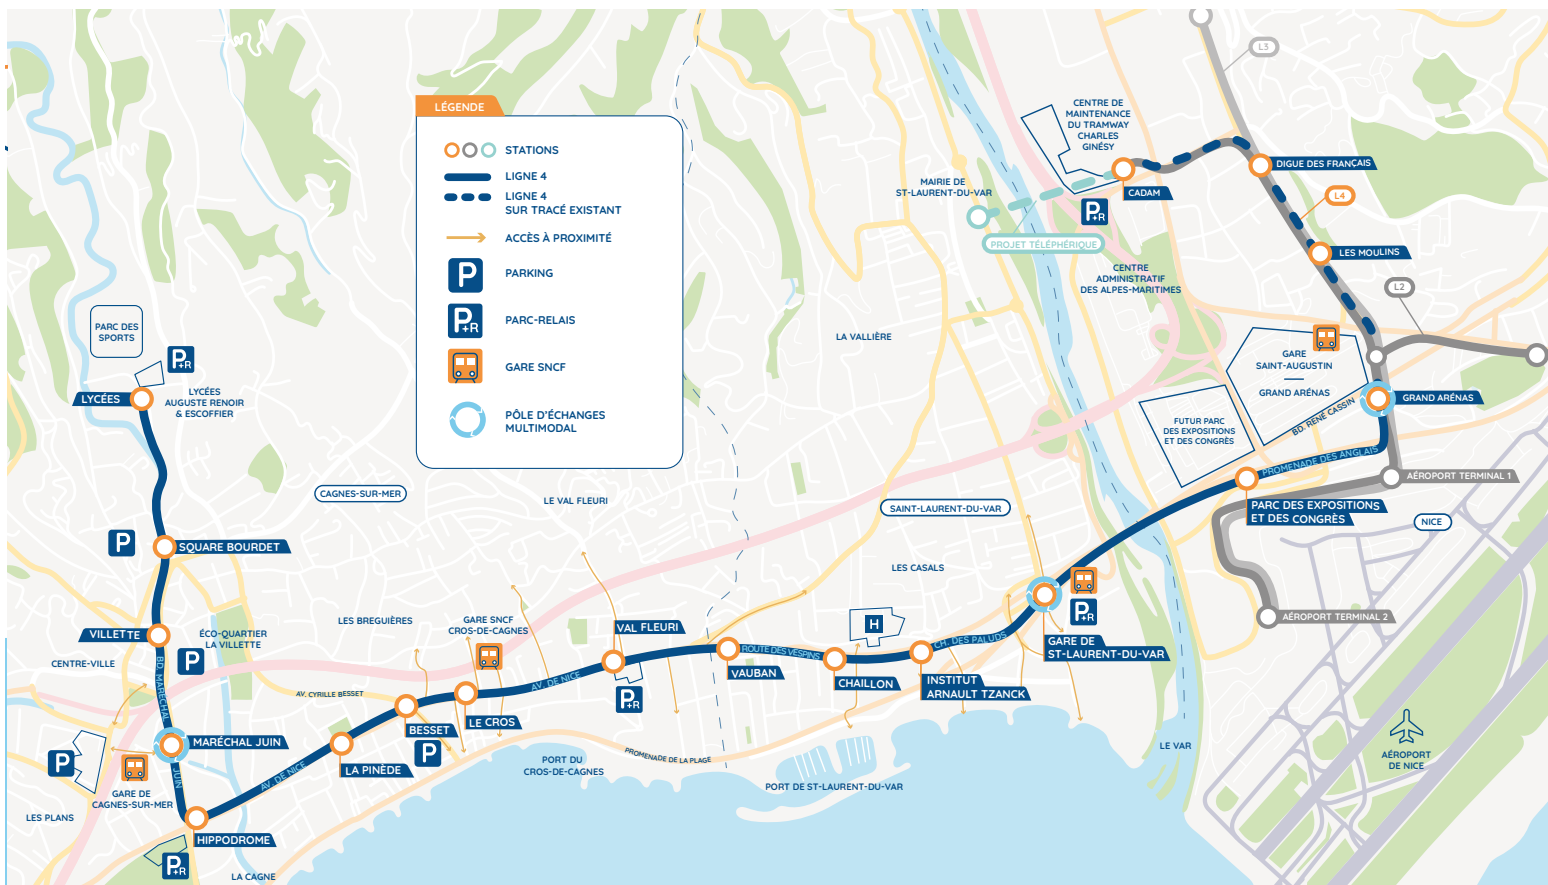 LÉGENDE
STATIONS
LIGNE 4
LIGNE 4
SUR TRACÉ EXISTANT
ACCÈS À PROXIMITÉ
P
PARKING
P+R
PARC-RELAIS
GARE SNCF
PÔLE D'ÉCHANGES
MULTIMODAL
L3
CENTRE DE
MAINTENANCE
DU TRAMWAY
CHARLES
GINÉSY
DIGUE DES FRANÇAIS
MAIRIE DE
ST-LAURENT-DU-VAR
CADAM
P+R
L4
PROJET TÉLÉPHÉRIQUE
LES MOULINS
CENTRE
ADMINISTRATIF
DES ALPES-MARITIMES
L2
PARC DES
SPORTS
P+R
LA VALLIÈRE
GARE
SAINT-AUGUSTIN
GRAND ARÉNAS
LYCÉES
LYCÉES
AUGUSTE RENOIR
& ESCOFFIER
GRAND ARÉNAS
BD. RENÉ CASSIN
FUTUR PARC
DES EXPOSITIONS
ET DES CONGRÈS
PROMENADE DES ANGLAIS
AÉROPORT TERMINAL 1
CAGNES-SUR-MER
LE VAL FLEURI
SAINT-LAURENT-DU-VAR
PARC DES EXPOSITIONS
ET DES CONGRÈS
NICE
P
SQUARE BOURDET
LES CASALS
P+R
AÉROPORT TERMINAL 2
LES BREGUIÈRES
GARE SNCF
CROS-DE-CAGNES
VAL FLEURI
H
VILLETTE
ÉCO-QUARTIER
LA VILLETTE
CH. DES PALUDS
GARE DE
ST-LAURENT-DU-VAR
ROUTE DES VESPINS
CENTRE-VILLE
P
BD. MARÉCHAL
JUIN
VAUBAN
CHAILLON
INSTITUT
ARNAULT TZANCK
AV. DE NICE
AV. CYRILLE BESSET
P+R
BESSET
LE CROS
MARÉCHAL JUIN
P
P
LE VAR
AÉROPORT
DE NICE
LA PINÈDE
PORT DU
CROS-DE-CAGNES
PROMENADE DE LA PLAGE
AV. DE NICE
PORT DE ST-LAURENT-DU-VAR
GARE DE
CAGNES-SUR-MER
LES PLANS
HIPPODROME
P+R
LA CAGNE